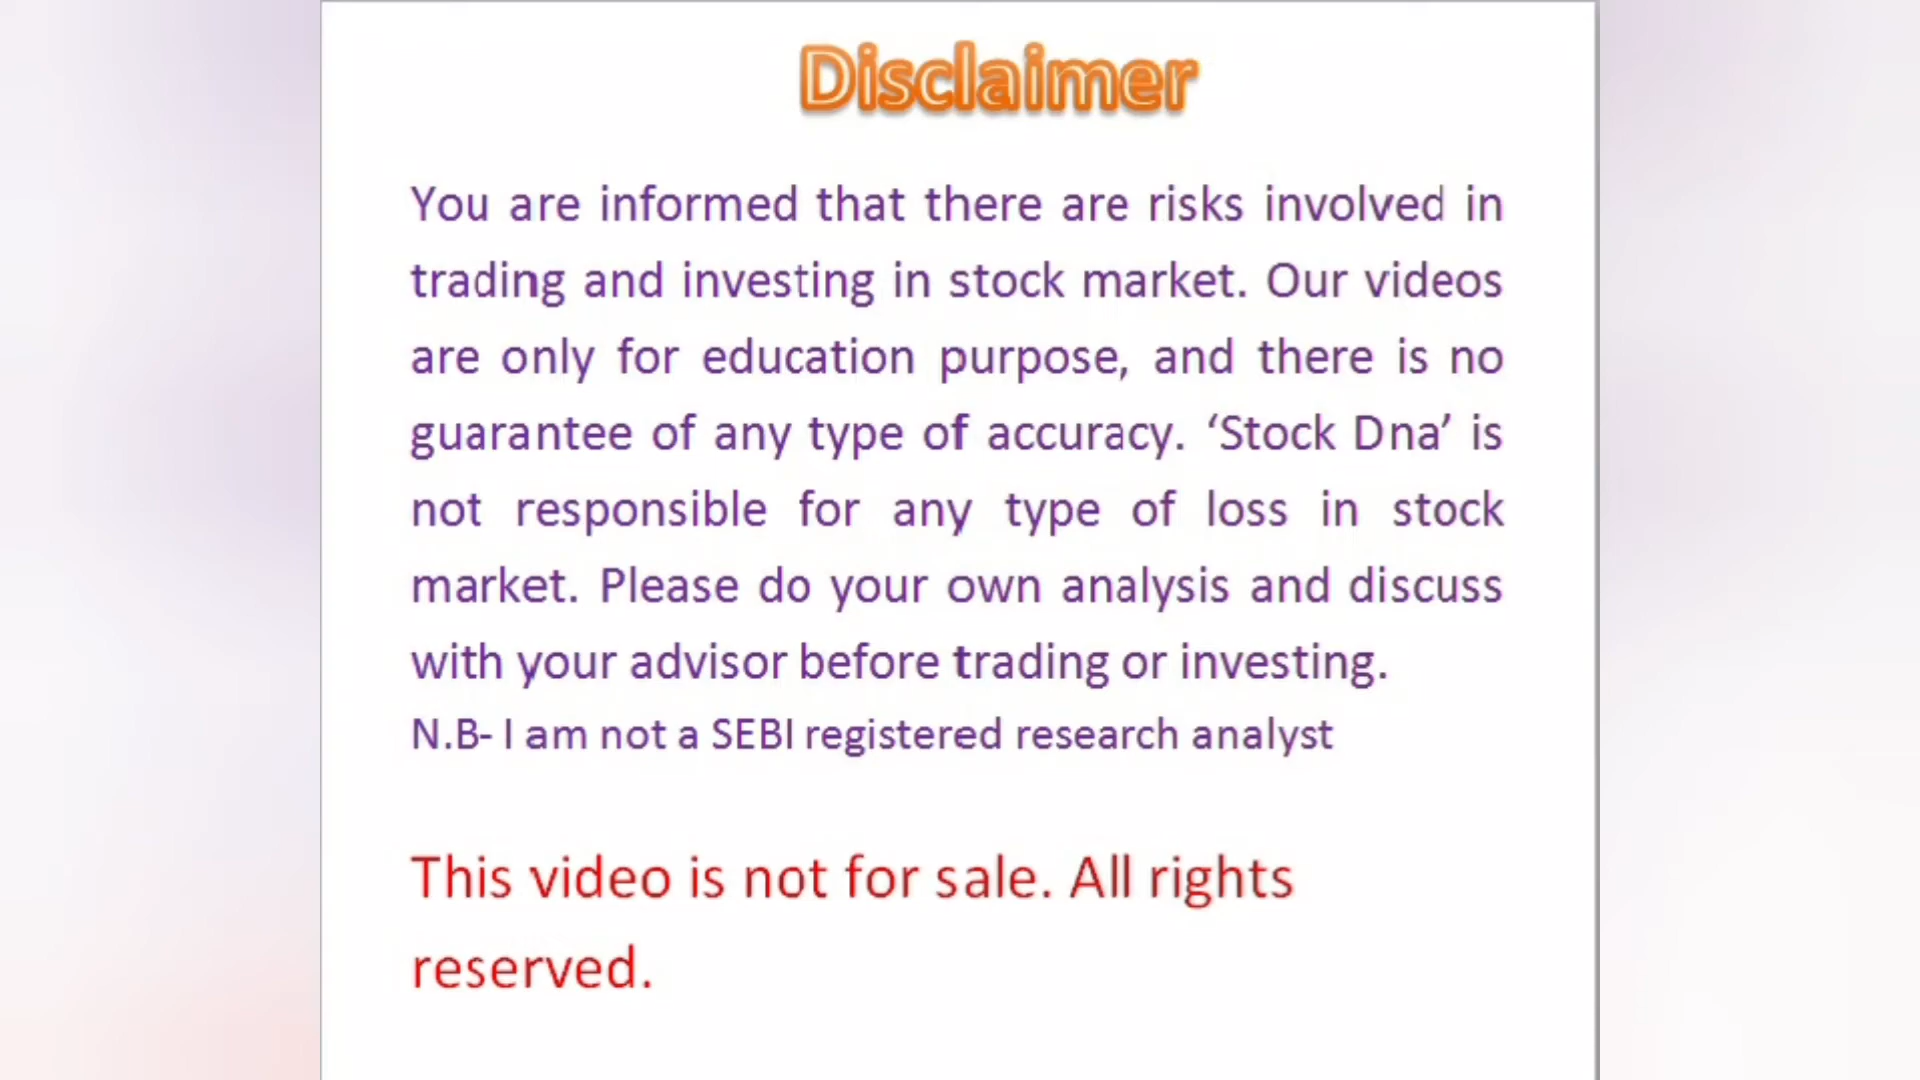 Disclaimer
You are informed that there are risks involved in
trading and investing in stock market. Our videos
are only for education purpose, and there is no
guarantee of any type of accuracy. ‘Stock Dna’ is
not responsible for any type of loss in stock
market. Please do your own analysis and discuss
with your advisor before trading or investing.
N.B- I am not a SEBI registered research analyst
This video is not for sale. All rights
reserved.